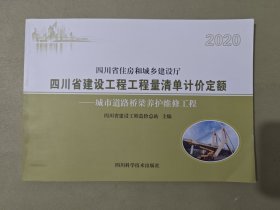 2020
四川省住房和城乡建设厅
四川省建设工程工程量清单计价定额
——城市道路桥梁养护维修工程
四川省建设工程造价总站 主编
四川科学技术出版社